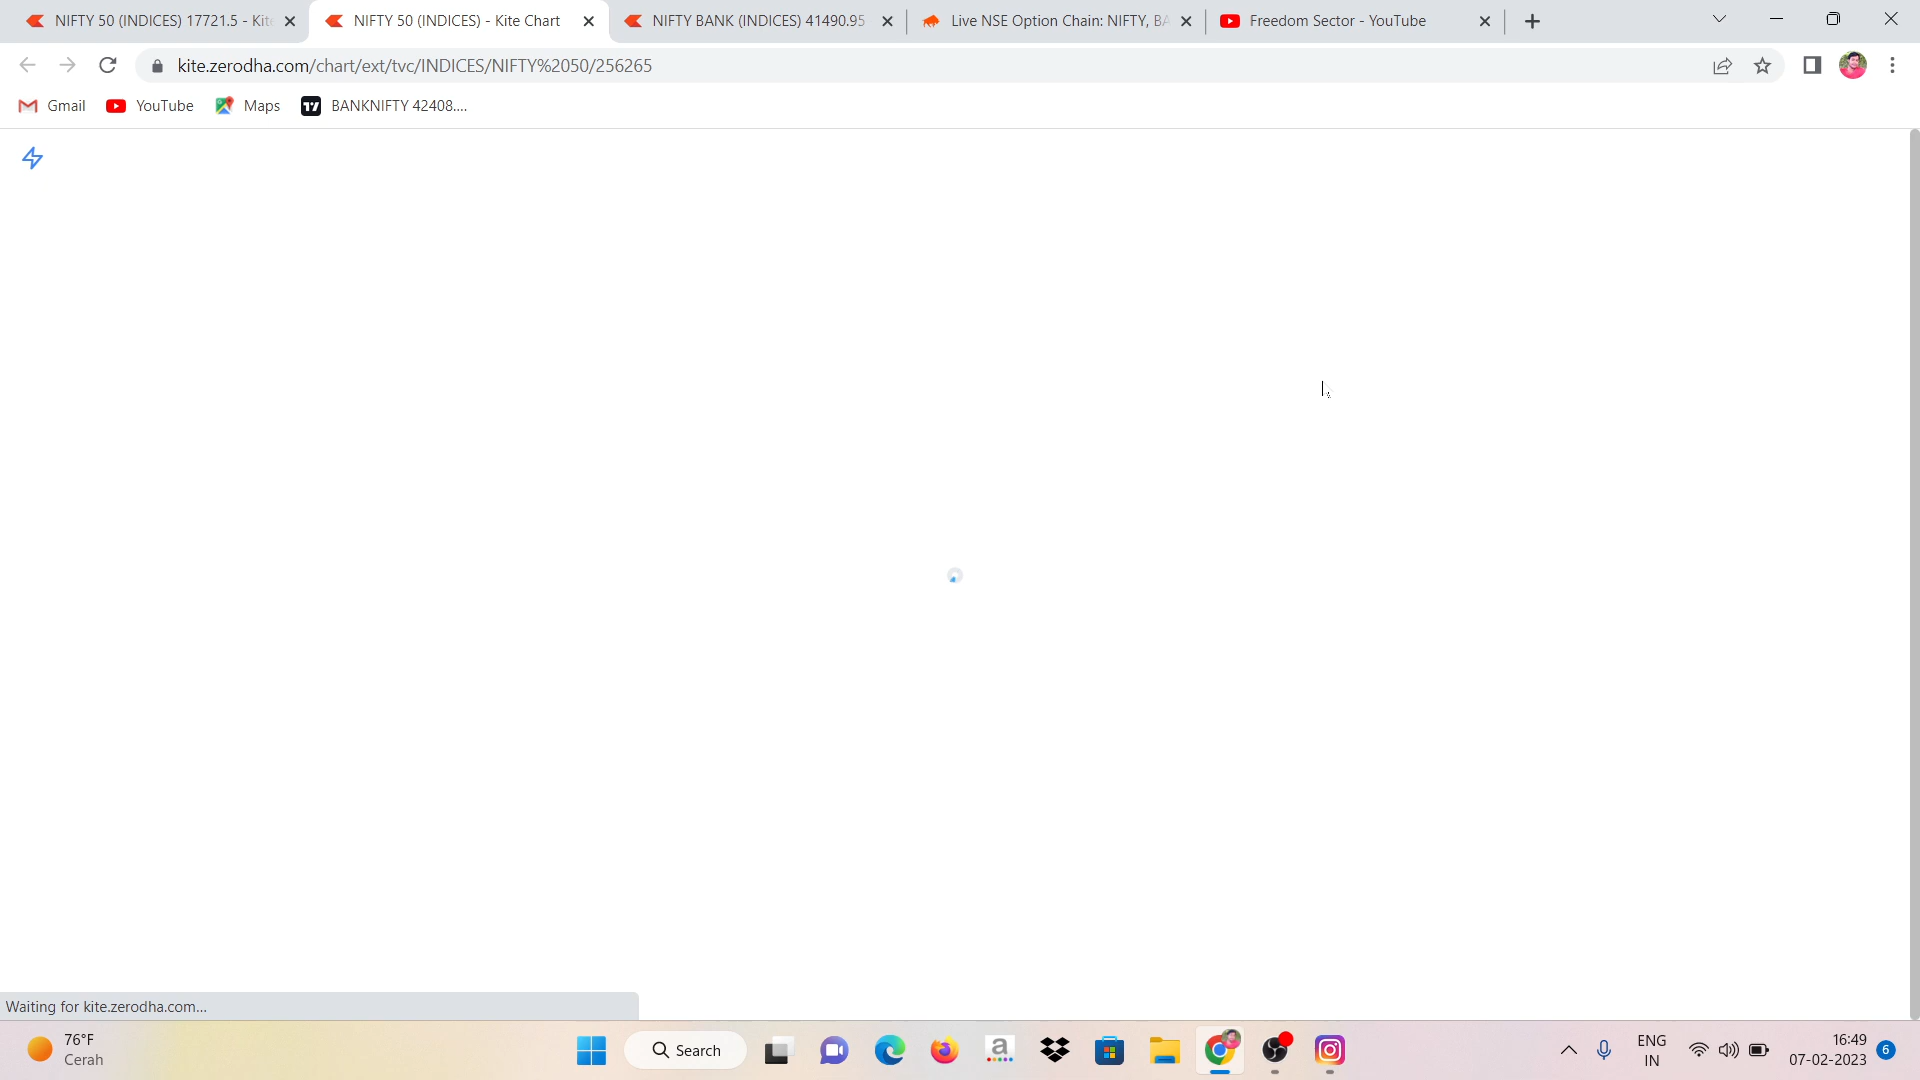 NIFTY 50 (INDICES) 17721.5 - Kite
NIFTY 50 (INDICES) - Kite Chart
NIFTY BANK (INDICES) 41490.95
Live NSE Option Chain: NIFTY, BA
Freedom Sector - YouTube
kite.zerodha.com/chart/ext/tvc/INDICES/NIFTY%2050/256265
Gmail
YouTube
Maps
BANKNIFTY 42408....
Waiting for kite.zerodha.com...
76°F
Cerah
Search
ENG
IN
16:49
07-02-2023
6